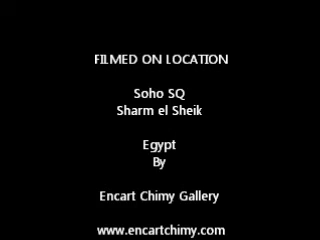 FILMED ON LOCATION
Soho SQ
Sharm el Sheik
Egypt
By
Encart Chimy Gallery
www.encartchimy.com